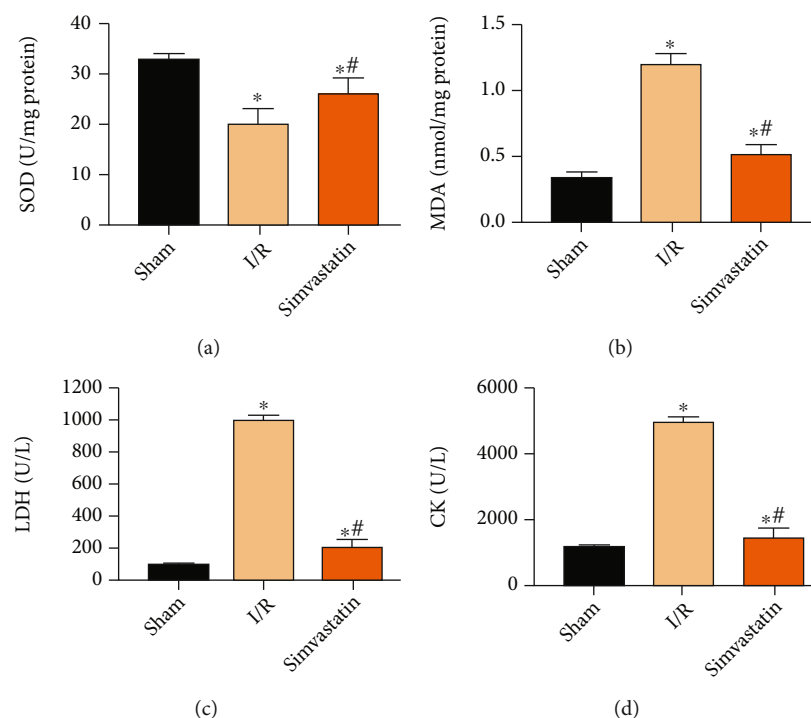 SOD (U/mg protein)
40
30
20
10
0
*
*#
Sham
I/R
Simvastatin
(a)
MDA (nmol/mg protein)
1.5
1.2
0.9
0.5
0.0
*
*#
Sham
I/R
Simvastatin
(b)
LDH (U/L)
1200
1000
800
600
400
200
0
*
*#
Sham
I/R
Simvastatin
(c)
CK (U/L)
6000
4000
2000
0
*
*#
Sham
I/R
Simvastatin
(d)